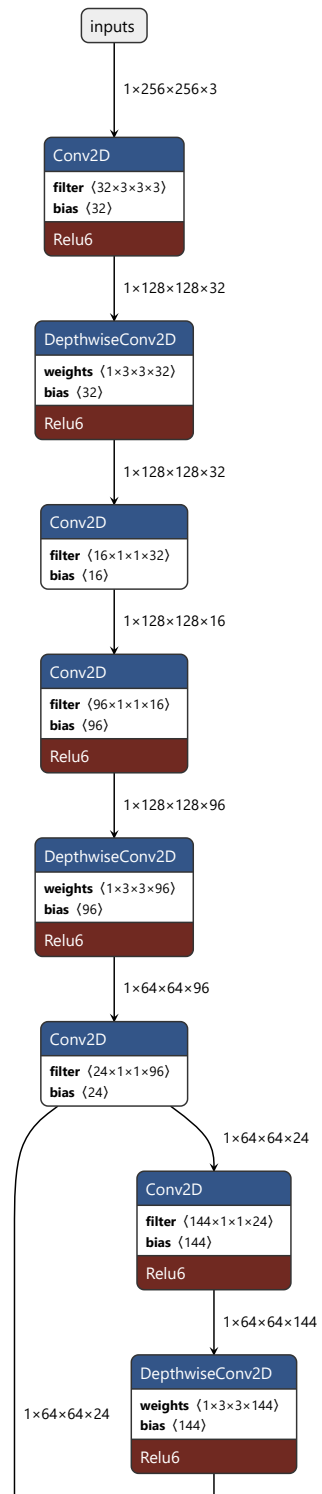 inputs
1×256×256×3
Conv2D
filter ⟨32×3×3×3⟩
bias ⟨32⟩
Relu6
1×128×128×32
DepthwiseConv2D
weights ⟨1×3×3×32⟩
bias ⟨32⟩
Relu6
1×128×128×32
Conv2D
filter ⟨16×1×1×32⟩
bias ⟨16⟩
1×128×128×16
Conv2D
filter ⟨96×1×1×16⟩
bias ⟨96⟩
Relu6
1×128×128×96
DepthwiseConv2D
weights ⟨1×3×3×96⟩
bias ⟨96⟩
Relu6
1×64×64×96
Conv2D
filter ⟨24×1×1×96⟩
bias ⟨24⟩
1×64×64×24
Conv2D
filter ⟨144×1×1×24⟩
bias ⟨144⟩
Relu6
1×64×64×144
DepthwiseConv2D
weights ⟨1×3×3×144⟩
bias ⟨144⟩
Relu6
1×64×64×24